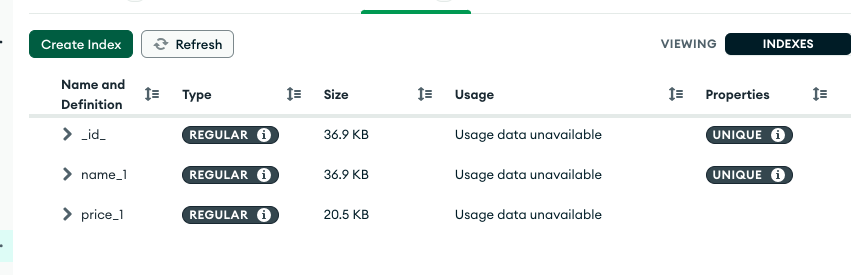 Create Index
Refresh
VIEWING
INDEXES
Name and
Definition
Type
Size
Usage
Properties
_id_
REGULAR
36.9 KB
Usage data unavailable
UNIQUE
name_1
REGULAR
36.9 KB
Usage data unavailable
UNIQUE
price_1
REGULAR
20.5 KB
Usage data unavailable